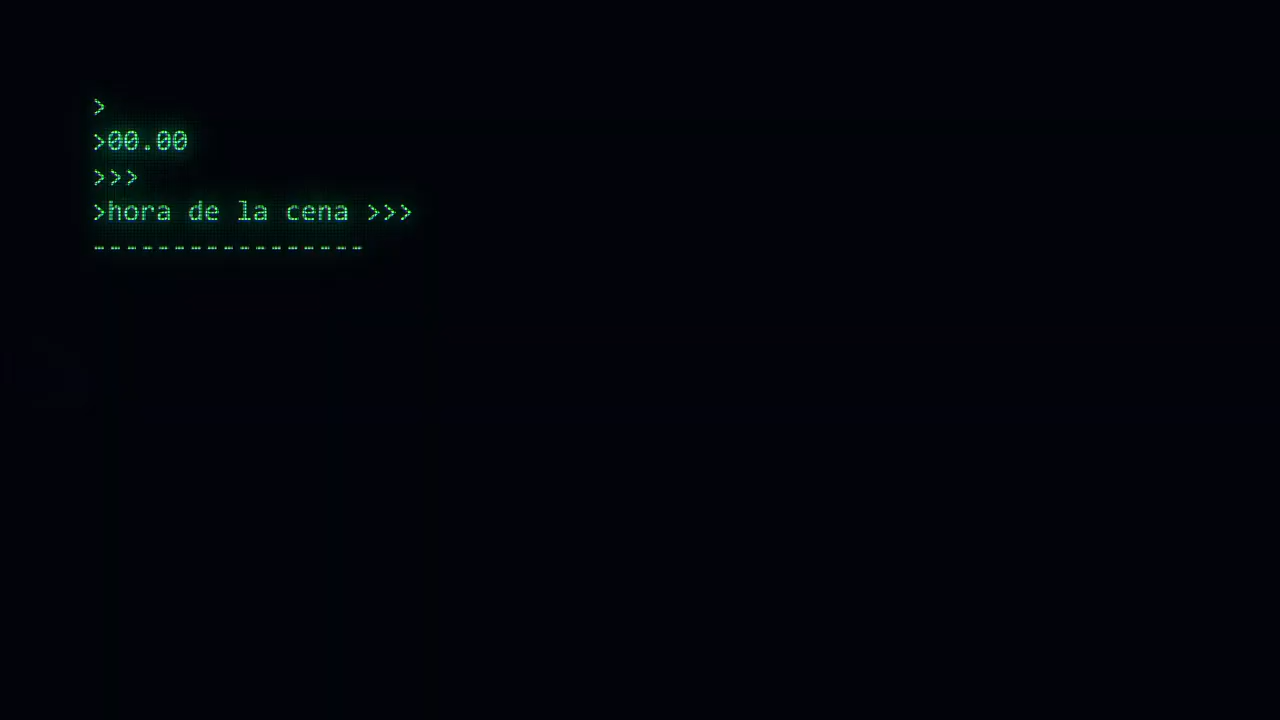 >
>00.00
>>>
>hora de la cena >>>
-----------------